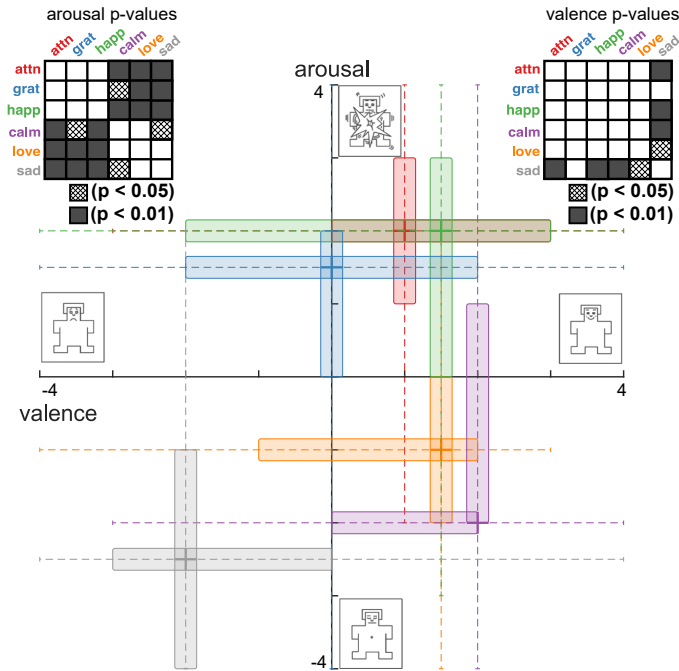 arousal p-values
attn grat happ calm love sad
attn
grat
happ
calm
love
sad
(p < 0.05)
(p < 0.01)
valence p-values
attn grat happ calm love sad
attn
grat
happ
calm
love
sad
(p < 0.05)
(p < 0.01)
arousal
4
-4
4
valence
-4